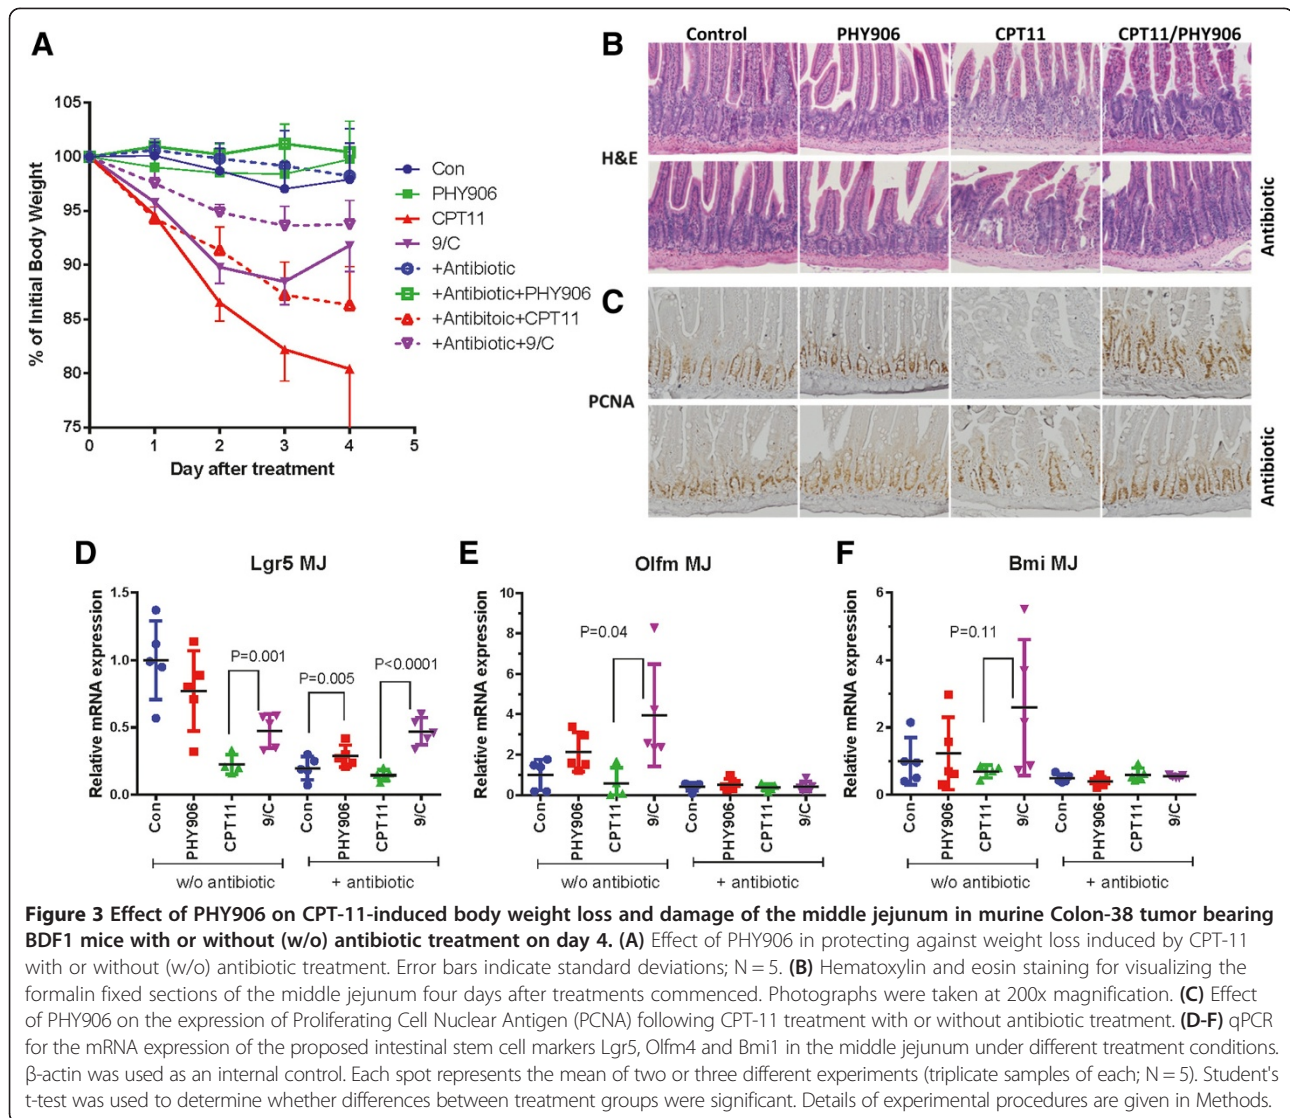 A
% of Initial Body Weight
105
100
95
90
85
80
75
0
1
2
3
4
5
Day after treatment
Con
PHY906
CPT11
9/C
+Antibiotic
+Antibiotic+PHY906
+Antibitoic+CPT11
+Antibiotic+9/C
B
Control
PHY906
CPT11
CPT11/PHY906
H&E
Antibiotic
C
PCNA
Antibiotic
D
Lgr5 MJ
Relative mRNA expression
1.5
1.0
0.5
0.0
P=0.001
P=0.005
P<0.0001
Con
PHY906
CPT11
9/C
Con
PHY906
CPT11
9/C
w/o antibiotic
+ antibiotic
E
Olfm MJ
Relative mRNA expression
10
8
6
4
2
0
P=0.04
Con
PHY906
CPT11
9/C
Con
PHY906
CPT11
9/C
w/o antibiotic
+ antibiotic
F
Bmi MJ
Relative mRNA expression
6
4
2
0
P=0.11
Con
PHY906
CPT11
9/C
Con
PHY906
CPT11
9/C
w/o antibiotic
+ antibiotic
Figure 3 Effect of PHY906 on CPT-11-induced body weight loss and damage of the middle jejunum in murine Colon-38 tumor bearing
BDF1 mice with or without (w/o) antibiotic treatment on day 4. (A) Effect of PHY906 in protecting against weight loss induced by CPT-11
with or without (w/o) antibiotic treatment. Error bars indicate standard deviations; N = 5. (B) Hematoxylin and eosin staining for visualizing the
formalin fixed sections of the middle jejunum four days after treatments commenced. Photographs were taken at 200x magnification. (C) Effect
of PHY906 on the expression of Proliferating Cell Nuclear Antigen (PCNA) following CPT-11 treatment with or without antibiotic treatment. (D-F) qPCR
for the mRNA expression of the proposed intestinal stem cell markers Lgr5, Olfm4 and Bmi1 in the middle jejunum under different treatment conditions.
β-actin was used as an internal control. Each spot represents the mean of two or three different experiments (triplicate samples of each; N = 5). Student's
t-test was used to determine whether differences between treatment groups were significant. Details of experimental procedures are given in Methods.